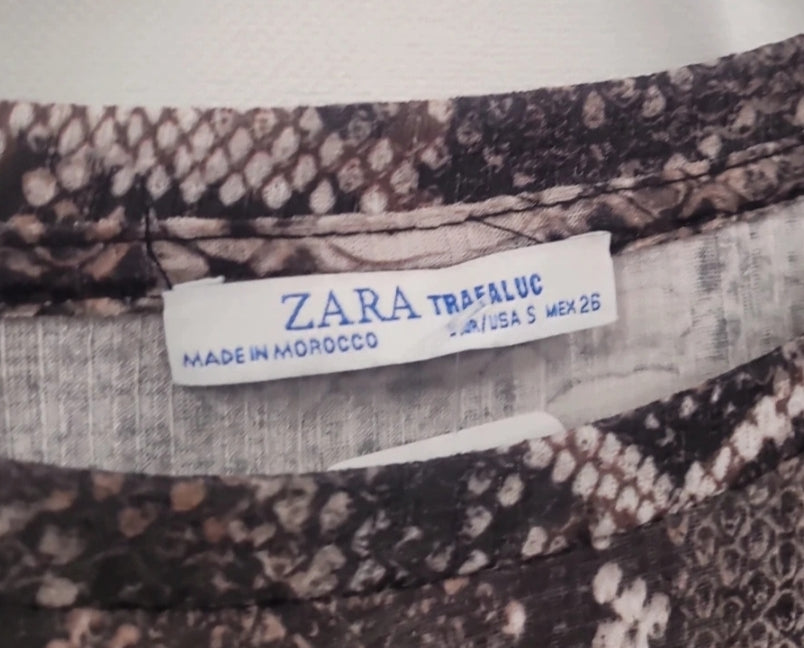 ZARA TRAFALUC
MADE IN MOROCCO /USA S MEX 26